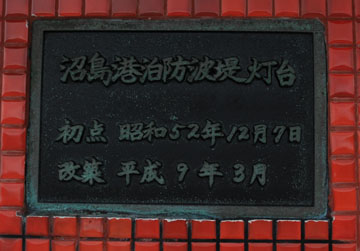 沼島港泊防波堤灯台
初点 昭和52年12月7日
改築 平成9年3月